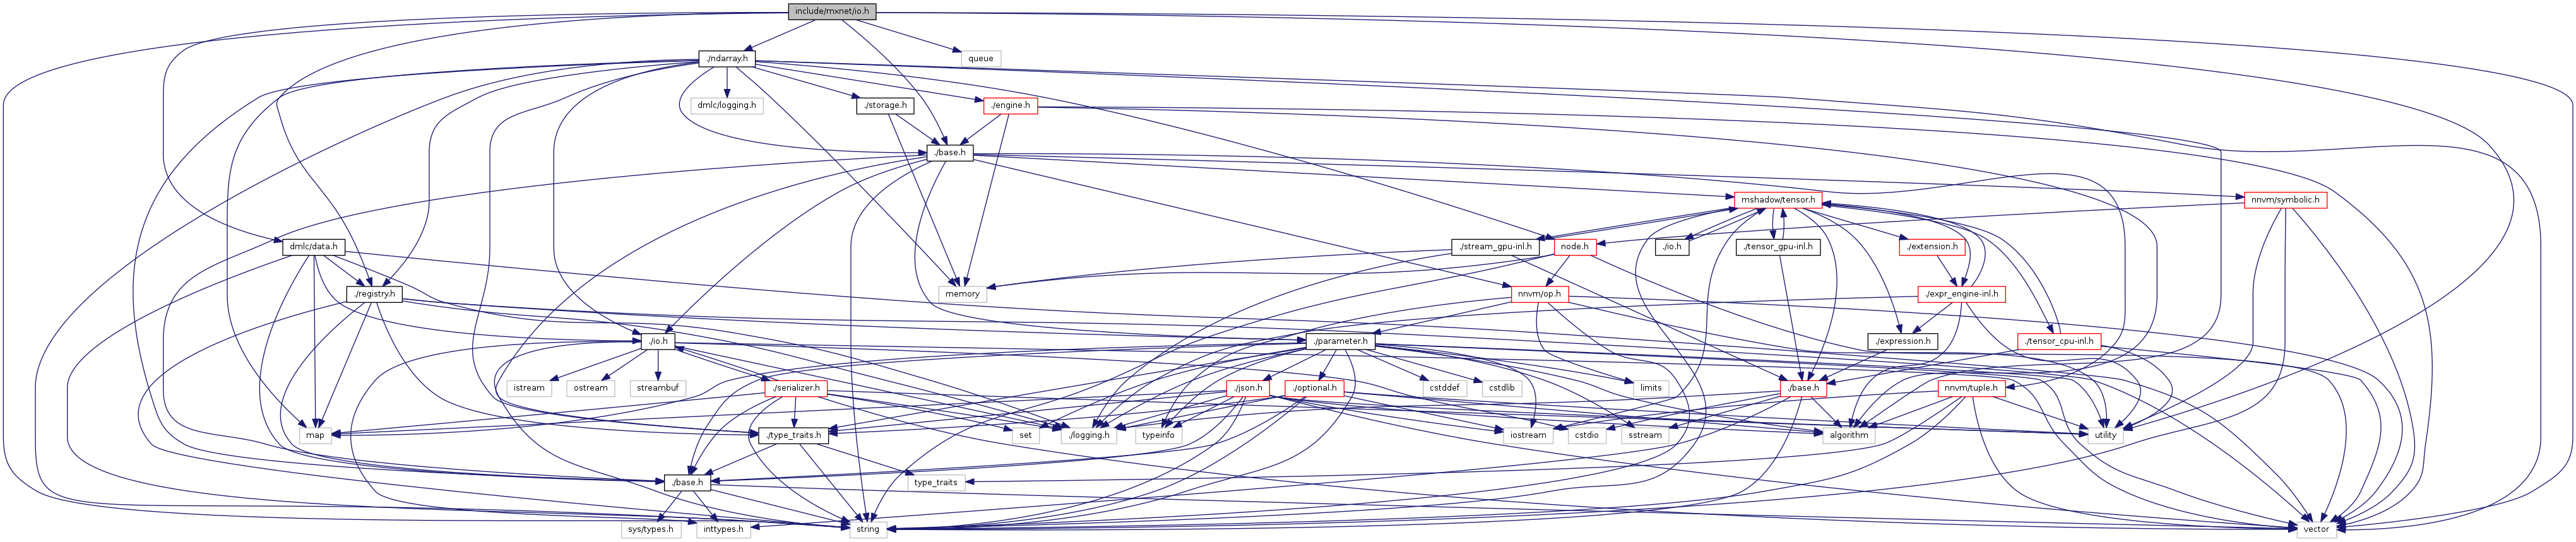 include/mxnet/io.h
./ndarray.h
queue
dmlc/logging.h
./storage.h
./engine.h
./base.h
mshadow/tensor.h
nnvm/symbolic.h
dmlc/data.h
./stream_gpu-inl.h
node.h
./io.h
./tensor_gpu-inl.h
./extension.h
./registry.h
memory
nnvm/op.h
./expr_engine-inl.h
./io.h
./parameter.h
./expression.h
./tensor_cpu-inl.h
istream
ostream
streambuf
./serializer.h
./json.h
./optional.h
cstddef
cstdlib
limits
./base.h
nnvm/tuple.h
map
./type_traits.h
set
./logging.h
typeinfo
iostream
cstdio
sstream
algorithm
utility
./base.h
type_traits
sys/types.h
inttypes.h
string
vector